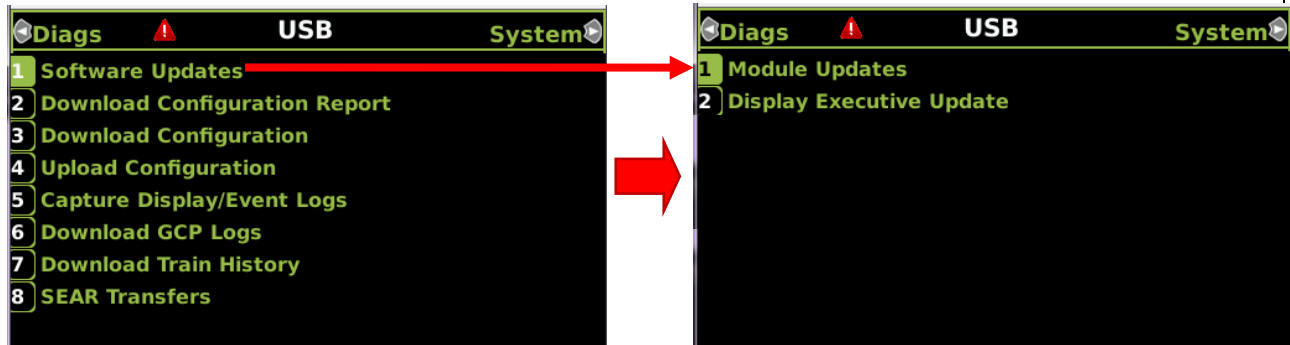 Diags USB System
1 Software Updates
2 Download Configuration Report
3 Download Configuration
4 Upload Configuration
5 Capture Display/Event Logs
6 Download GCP Logs
7 Download Train History
8 SEAR Transfers
Diags USB System
1 Module Updates
2 Display Executive Update